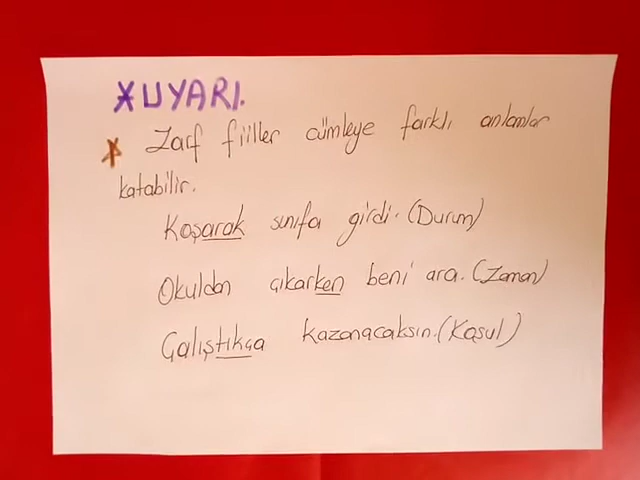 * UYARI.
* Zarf fiiller cümleye farklı anlamlar
katabilir.
Koşarak sınıfa girdi. (Durum)
Okuldan çıkarken beni ara. (Zaman)
Çalıştıkça kazanacaksın. (Koşul)